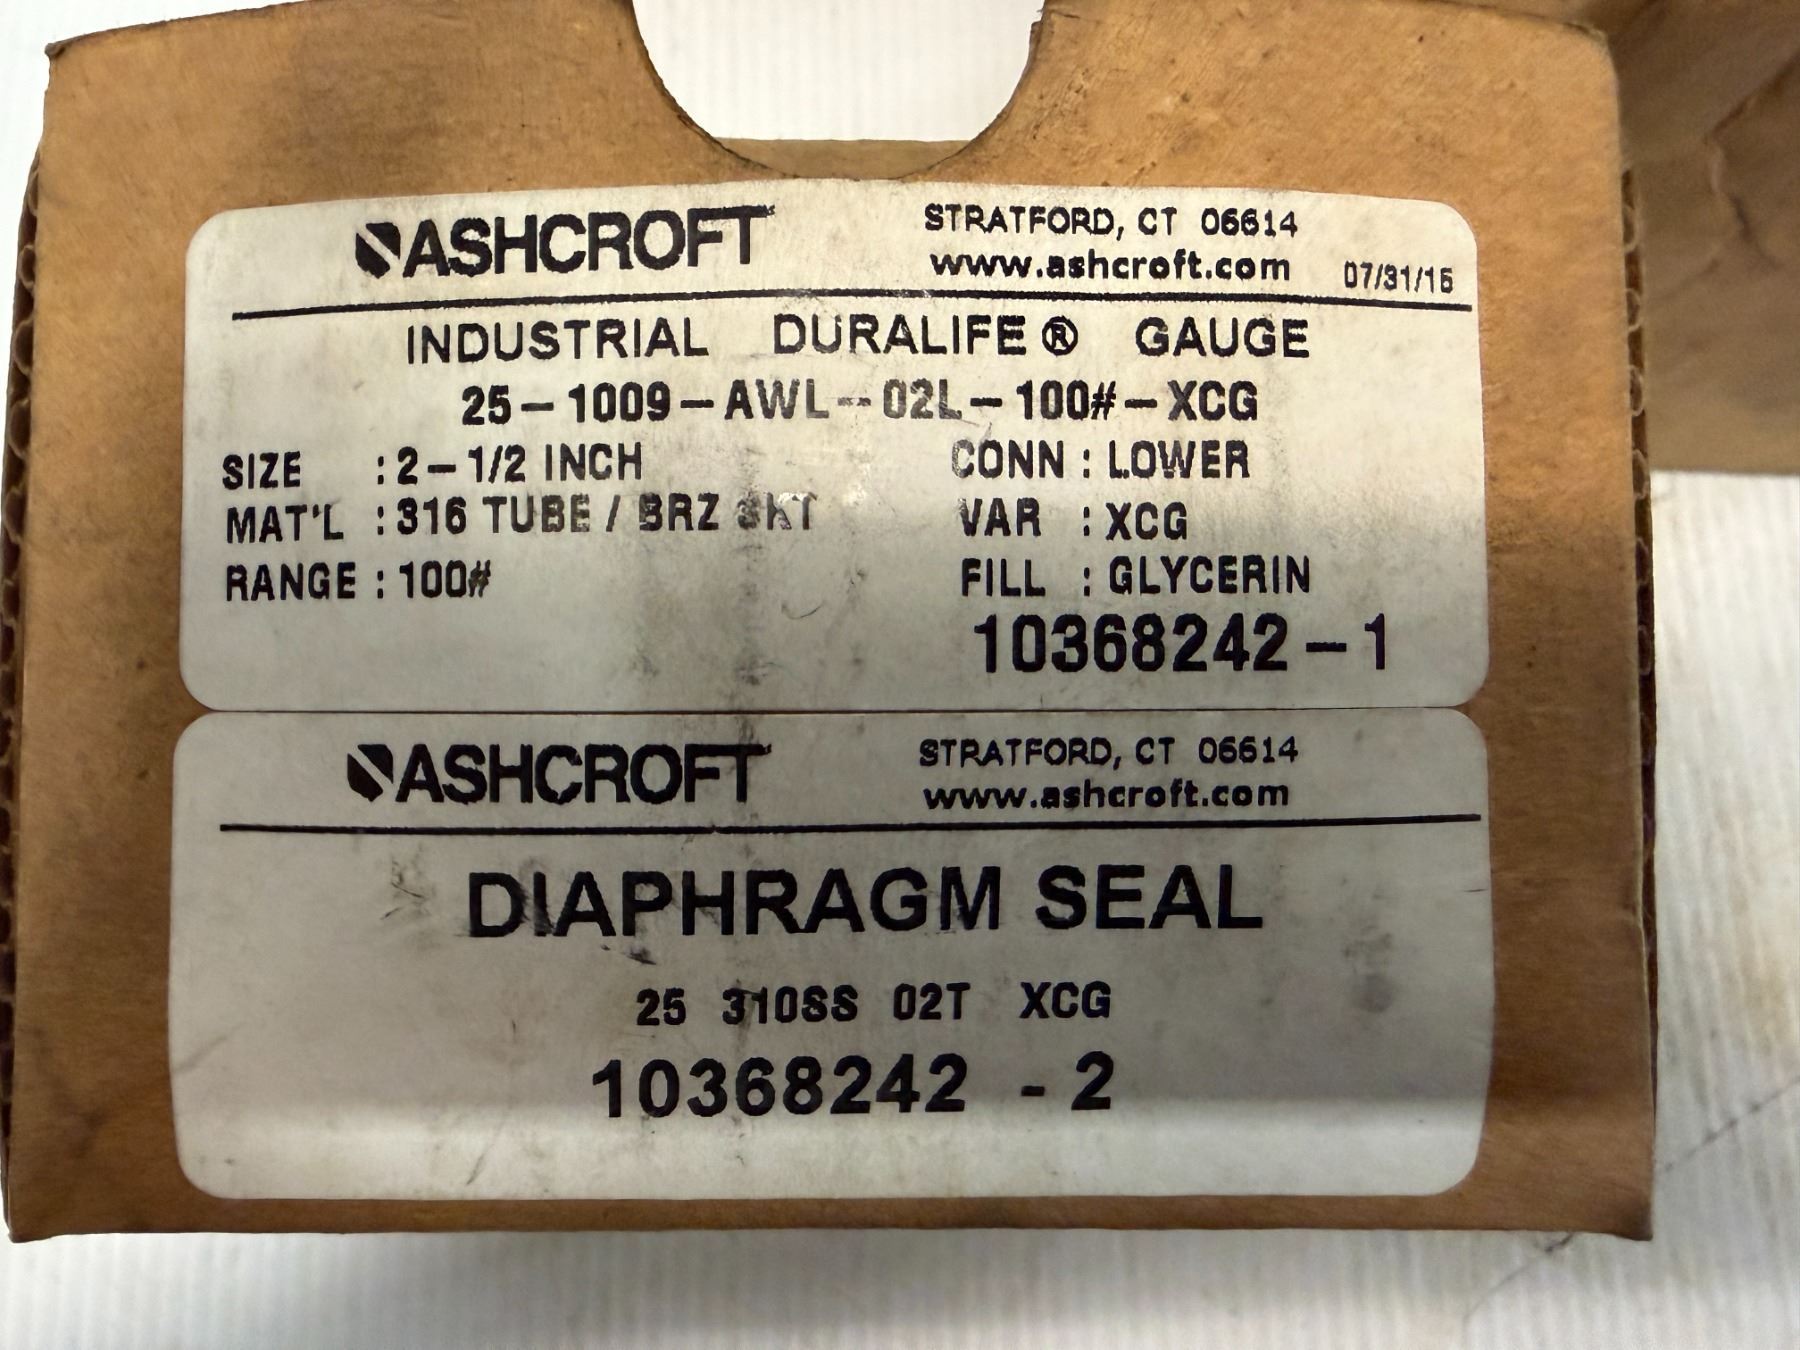 ASHCROFT STRATFORD, CT 06614
www.ashcroft.com 07/31/15
INDUSTRIAL DURALIFE® GAUGE
25-1009-AWL-02L-100#-XCG
SIZE : 2-1/2 INCH CONN : LOWER
MAT'L : 316 TUBE / BRZ SKT VAR : XCG
RANGE : 100# FILL : GLYCERIN
10368242-1
ASHCROFT STRATFORD, CT 06614
www.ashcroft.com
DIAPHRAGM SEAL
25 310SS 02T XCG
10368242 - 2